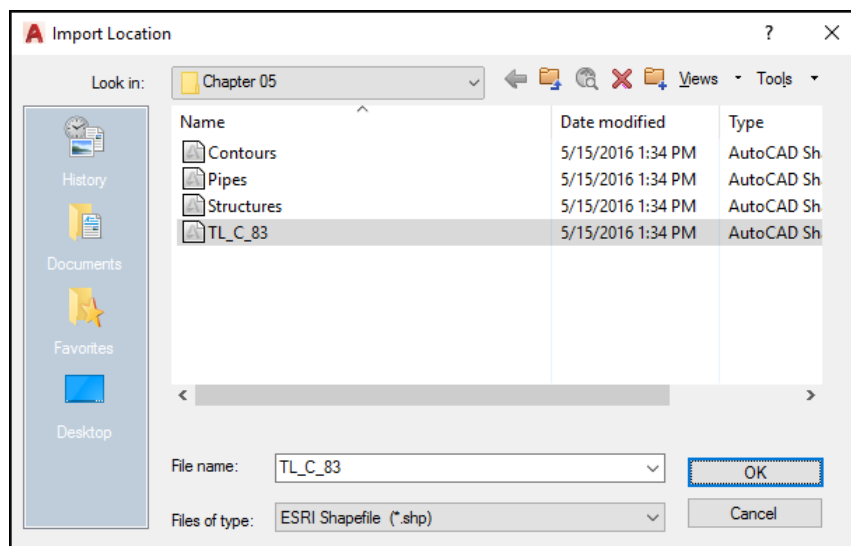 Import Location
?
Look in:
Chapter 05
Views
Tools
Name
Date modified
Type
Contours
5/15/2016 1:34 PM
AutoCAD Sh
Pipes
5/15/2016 1:34 PM
AutoCAD Sh
Structures
5/15/2016 1:34 PM
AutoCAD Sh
TL_C_83
5/15/2016 1:34 PM
AutoCAD Sh
History
Documents
Favorites
Desktop
File name:
TL_C_83
OK
Files of type:
ESRI Shapefile (*.shp)
Cancel